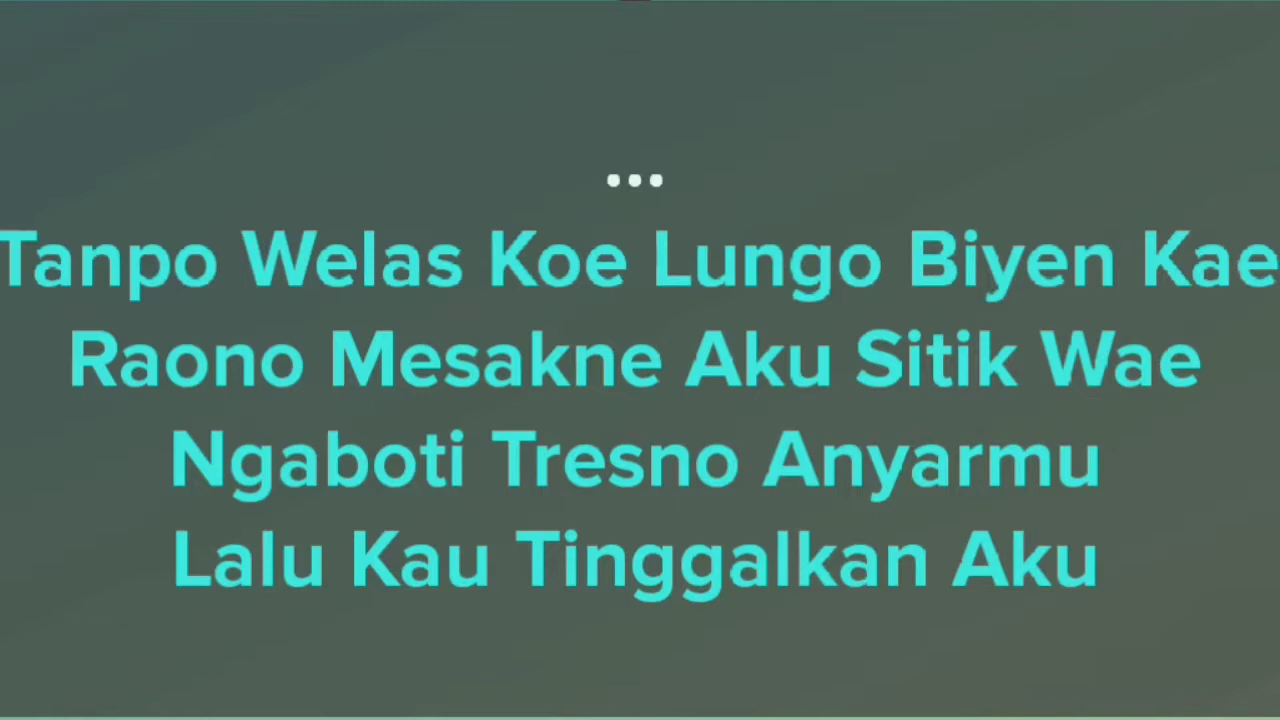 ...
Tanpo Welas Koe Lungo Biyen Kae
Raono Mesakne Aku Sitik Wae
Ngaboti Tresno Anyarmu
Lalu Kau Tinggalkan Aku